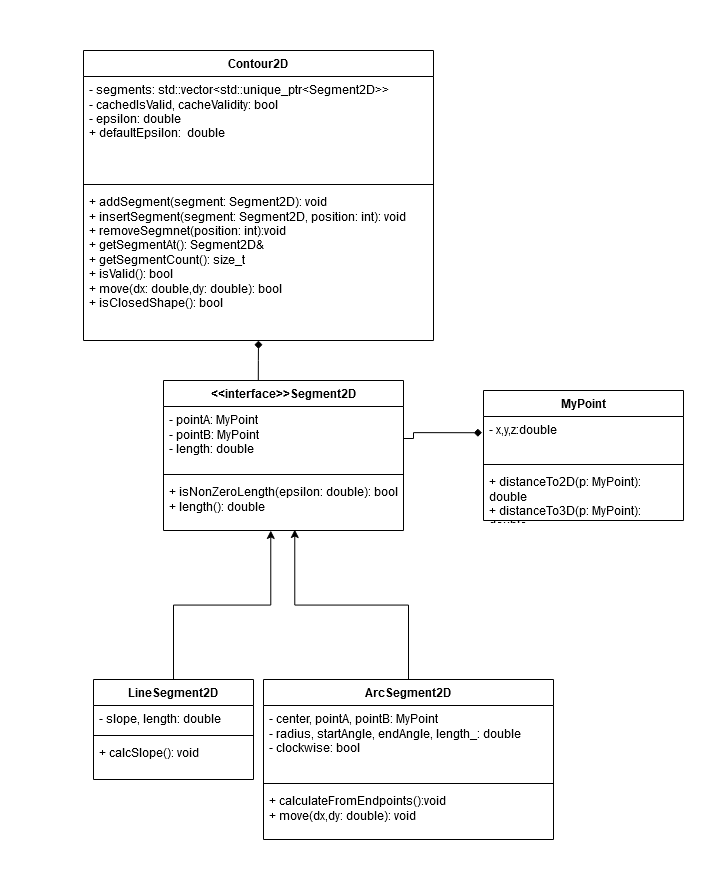 Contour2D
- segments: std::vector<std::unique_ptr<Segment2D>>
- cachedIsValid, cacheValidity: bool
- epsilon: double
+ defaultEpsilon: double
+ addSegment(segment: Segment2D): void
+ insertSegment(segment: Segment2D, position: int): void
+ removeSegmnet(position: int):void
+ getSegmentAt(): Segment2D&
+ getSegmentCount(): size_t
+ isValid(): bool
+ move(dx: double,dy: double): bool
+ isClosedShape(): bool
<<interface>>Segment2D
- pointA: MyPoint
- pointB: MyPoint
- length: double
+ isNonZeroLength(epsilon: double): bool
+ length(): double
MyPoint
- x,y,z:double
+ distanceTo2D(p: MyPoint):
double
+ distanceTo3D(p: MyPoint):
LineSegment2D
- slope, length: double
+ calcSlope(): void
ArcSegment2D
- center, pointA, pointB: MyPoint
- radius, startAngle, endAngle, length_: double
- clockwise: bool
+ calculateFromEndpoints():void
+ move(dx,dy: double): void